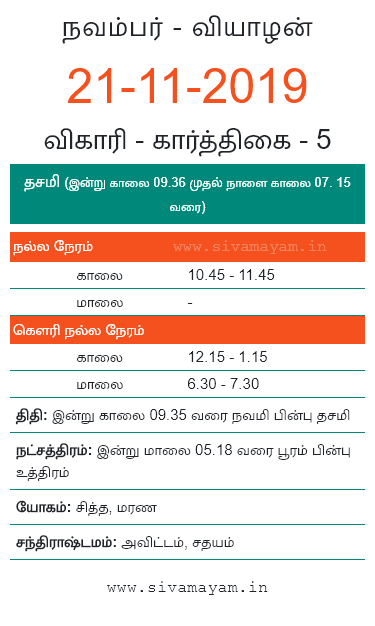 நவம்பர் - வியாழன்
21-11-2019
விகாரி - கார்த்திகை - 5
தசமி (இன்று காலை 09.36 முதல் நாளை காலை 07. 15
வரை)
நல்ல நேரம் www.sivamayam.in
காலை 10.45 - 11.45
மாலை -
கௌரி நல்ல நேரம்
காலை 12.15 - 1.15
மாலை 6.30 - 7.30
திதி: இன்று காலை 09.35 வரை நவமி பின்பு தசமி
நட்சத்திரம்: இன்று மாலை 05.18 வரை பூரம் பின்பு
உத்திரம்
யோகம்: சித்த, மரண
சந்திராஷ்டமம்: அவிட்டம், சதயம்
www.sivamayam.in